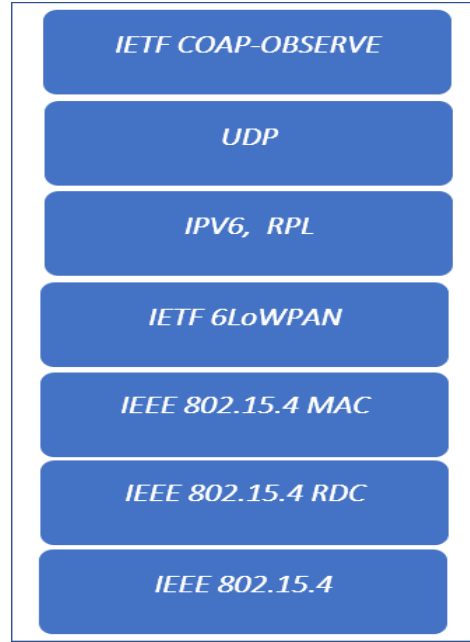 IETF COAP-OBSERVE
UDP
IPV6, RPL
IETF 6LoWPAN
IEEE 802.15.4 MAC
IEEE 802.15.4 RDC
IEEE 802.15.4